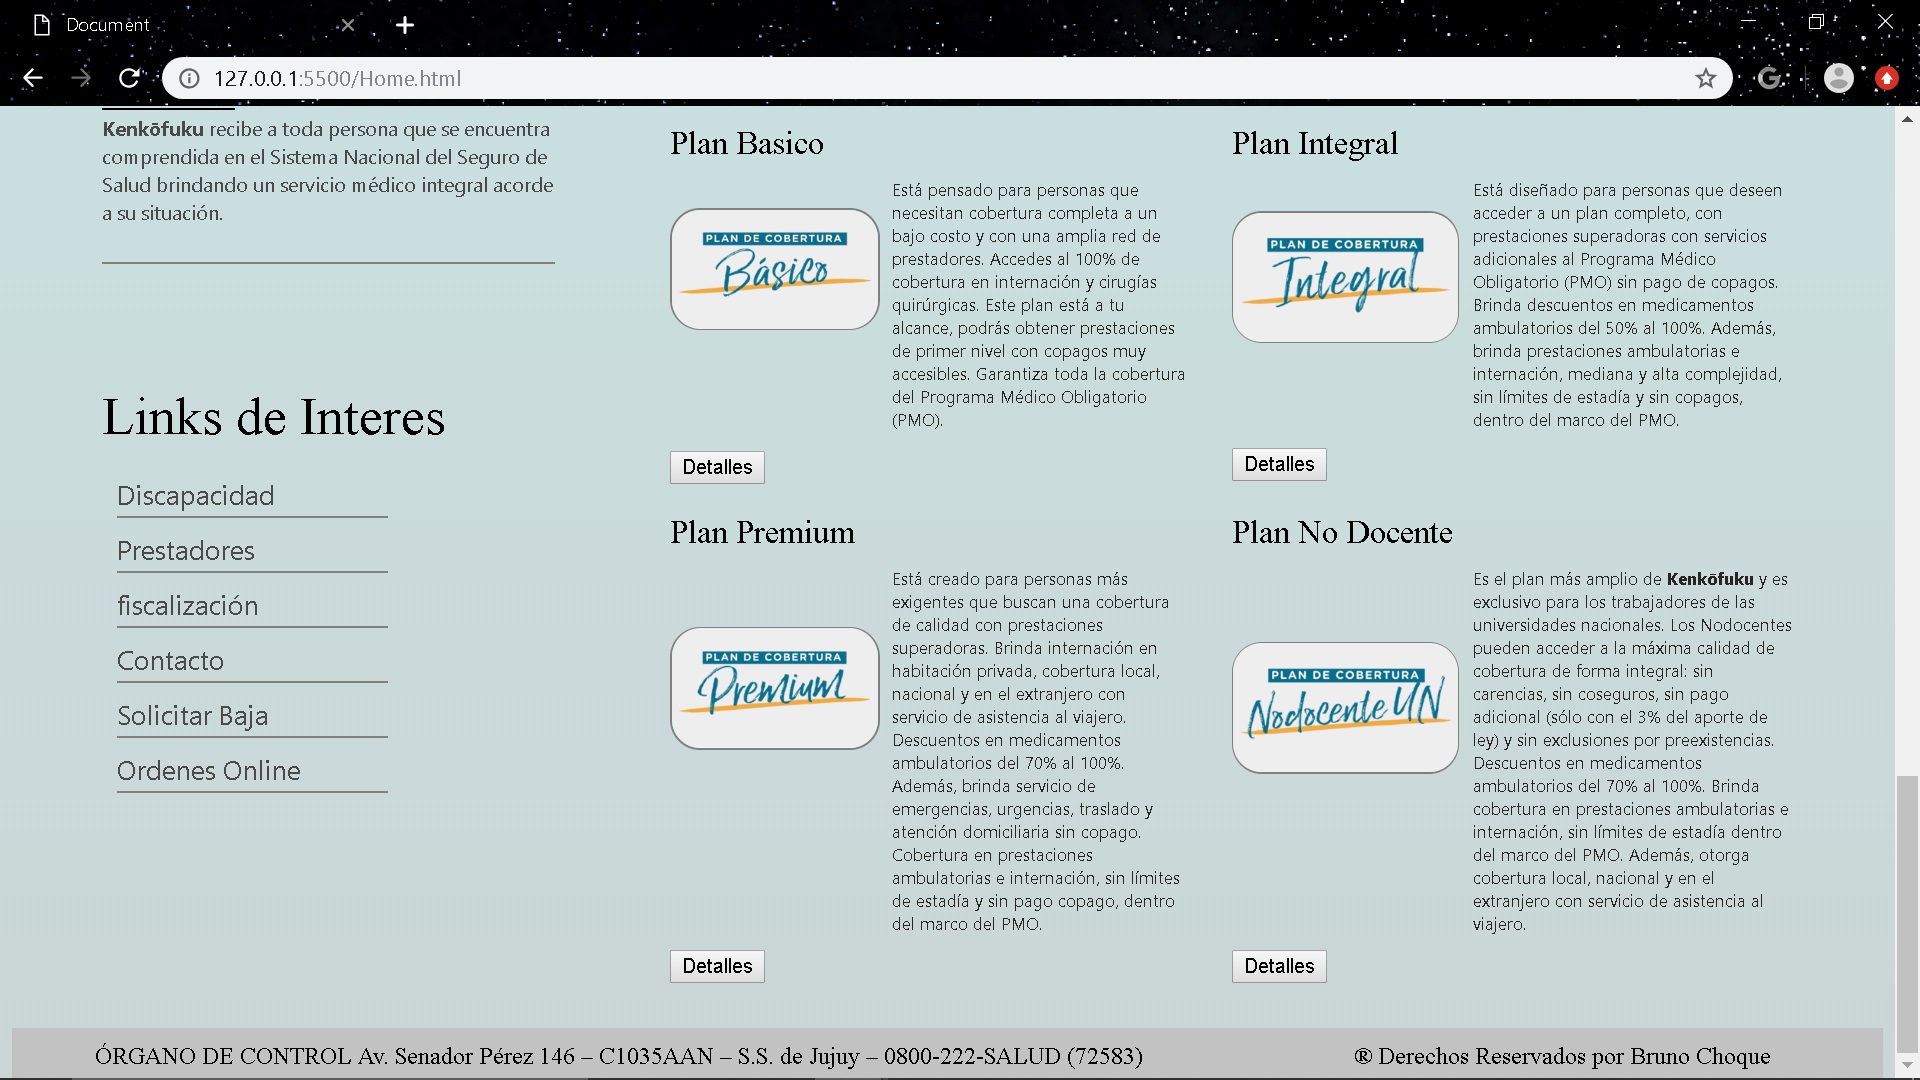 Document
127.0.0.1:5500/Home.html
Kenkōfuku recibe a toda persona que se encuentra
comprendida en el Sistema Nacional del Seguro de
Salud brindando un servicio médico integral acorde
a su situación.
Links de Interes
Discapacidad
Prestadores
fiscalización
Contacto
Solicitar Baja
Ordenes Online
Plan Basico
PLAN DE COBERTURA
Básico
Está pensado para personas que
necesitan cobertura completa a un
bajo costo y con una amplia red de
prestadores. Accedes al 100% de
cobertura en internación y cirugías
quirúrgicas. Este plan está a tu
alcance, podrás obtener prestaciones
de primer nivel con copagos muy
accesibles. Garantiza toda la cobertura
del Programa Médico Obligatorio
(PMO).
Detalles
Plan Integral
PLAN DE COBERTURA
Integral
Está diseñado para personas que deseen
acceder a un plan completo, con
prestaciones superadoras con servicios
adicionales al Programa Médico
Obligatorio (PMO) sin pago de copagos.
Brinda descuentos en medicamentos
ambulatorios del 50% al 100%. Además,
brinda prestaciones ambulatorias e
internación, mediana y alta complejidad,
sin límites de estadía y sin copagos,
dentro del marco del PMO.
Detalles
Plan Premium
PLAN DE COBERTURA
Premium
Está creado para personas más
exigentes que buscan una cobertura
de calidad con prestaciones
superadoras. Brinda internación en
habitación privada, cobertura local,
nacional y en el extranjero con
servicio de asistencia al viajero.
Descuentos en medicamentos
ambulatorios del 70% al 100%.
Además, brinda servicio de
emergencias, urgencias, traslado y
atención domiciliaria sin copago.
Cobertura en prestaciones
ambulatorias e internación, sin límites
de estadía y sin pago copago, dentro
del marco del PMO.
Detalles
Plan No Docente
PLAN DE COBERTURA
Nodocente UN
Es el plan más amplio de Kenkōfuku y es
exclusivo para los trabajadores de las
universidades nacionales. Los Nodocentes
pueden acceder a la máxima calidad de
cobertura de forma integral: sin
carencias, sin coseguros, sin pago
adicional (sólo con el 3% del aporte de
ley) y sin exclusiones por preexistencias.
Descuentos en medicamentos
ambulatorios del 70% al 100%. Brinda
cobertura en prestaciones ambulatorias e
internación, sin límites de estadía dentro
del marco del PMO. Además, otorga
cobertura local, nacional y en el
extranjero con servicio de asistencia al
viajero.
Detalles
ÓRGANO DE CONTROL Av. Senador Pérez 146 – C1035AAN – S.S. de Jujuy – 0800-222-SALUD (72583)
® Derechos Reservados por Bruno Choque